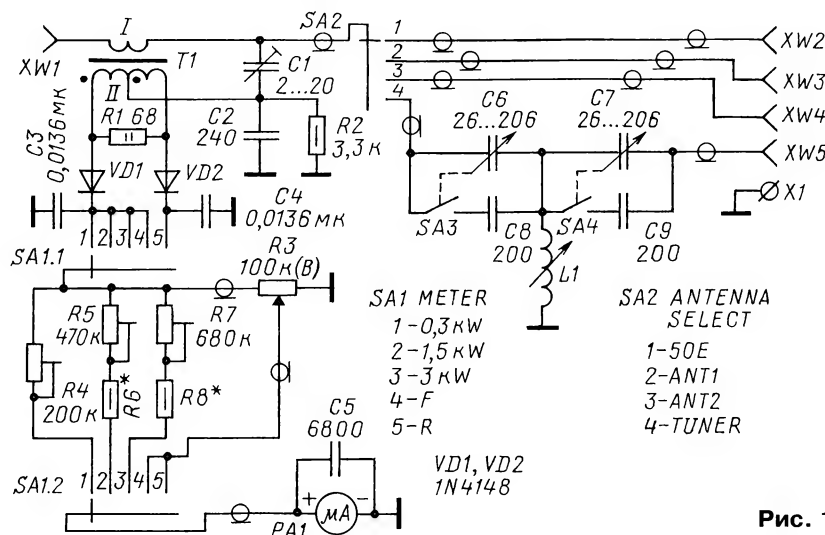 I
SA2
1
XW2
XW1
T1
C1
2...20
2
XW3
3
XW4
4
II
R1 68
C2
240
R2
3,3 к
C6
26...206
C7
26...206
XW5
C3
0,0136 мк
VD1
VD2
X1
C4
0,0136 мк
SA3
C8
200
SA4
C9
200
L1
1 2 3 4 5
SA1.1
R3
100 к (В)
R5
470 к
R7
680 к
R4
200 к
R6*
R8*
SA1 METER
1-0,3 кW
2-1,5 кW
3-3 кW
4-F
5-R
SA2 ANTENNA
SELECT
1-50E
2-ANT1
3-ANT2
4-TUNER
C5
6800
VD1, VD2
1N4148
SA1.2
1 2 3 4 5
+
-
μA
PA1
Рис. 1